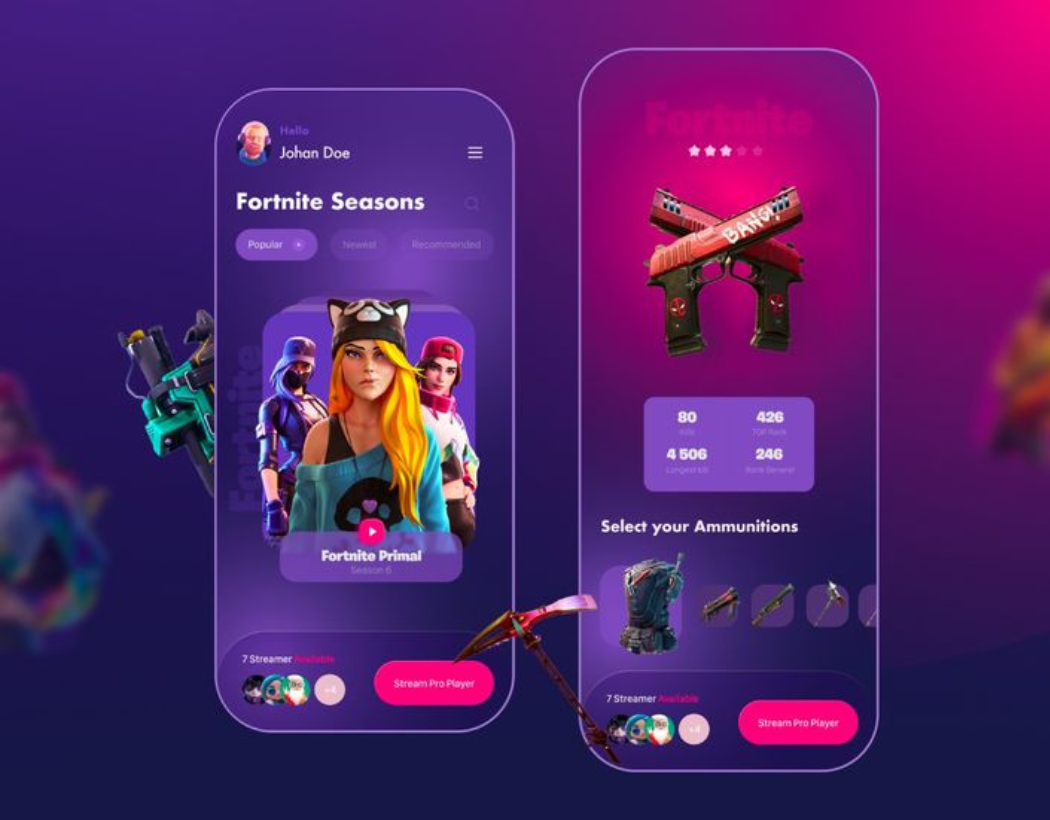 Hello
Johan Doe
Fortnite Seasons
Popular
Newest
Recommended
Fortnite
Fortnite Primal
Season 6
7 Streamer Available
+4
Stream Pro Player
Fortnite
BANG!
80
426
Kills
TOP Rank
4 506
246
Longest kill
Rank General
Select your Ammunitions
7 Streamer Available
+4
Stream Pro Player